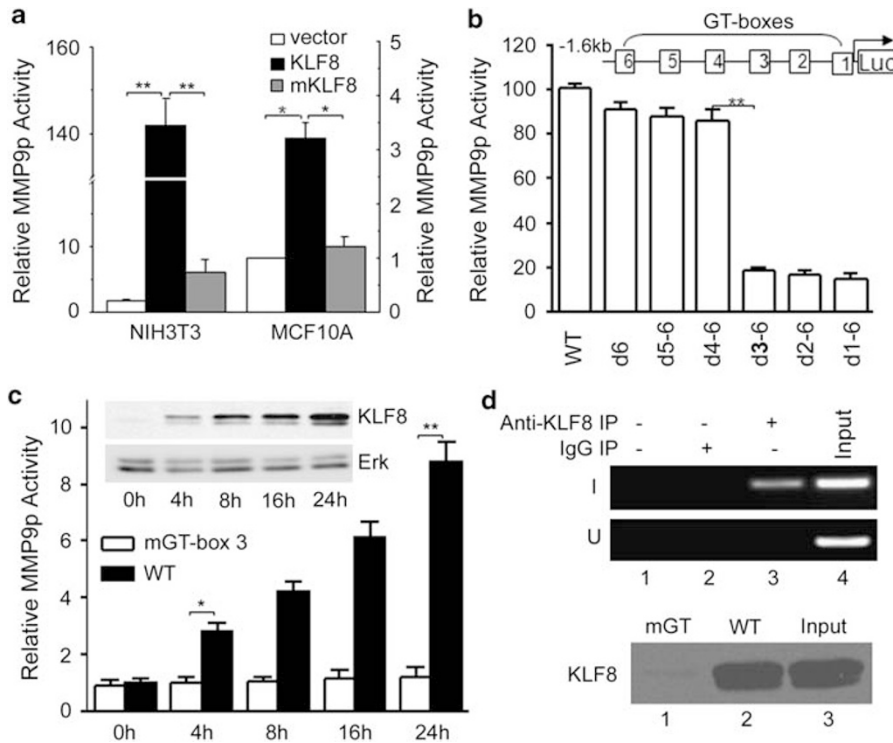 a
160
140
10
0
Relative MMP9p Activity
vector
KLF8
mKLF8
** **
* *
5
4
3
2
1
0
Relative MMP9p Activity
NIH3T3 MCF10A
b
GT-boxes
-1.6kb
6 5 4 3 2 1 Luc
**
120
100
80
60
40
20
0
Relative MMP9p Activity
WT d6 d5-6 d4-6 d3-6 d2-6 d1-6
c
KLF8
Erk
0h 4h 8h 16h 24h
mGT-box 3
WT
* **
10
8
6
4
2
0
Relative MMP9p Activity
0h 4h 8h 16h 24h
d
Anti-KLF8 IP - - + Input
IgG IP - + -
I
U
1 2 3 4
mGT WT Input
KLF8
1 2 3